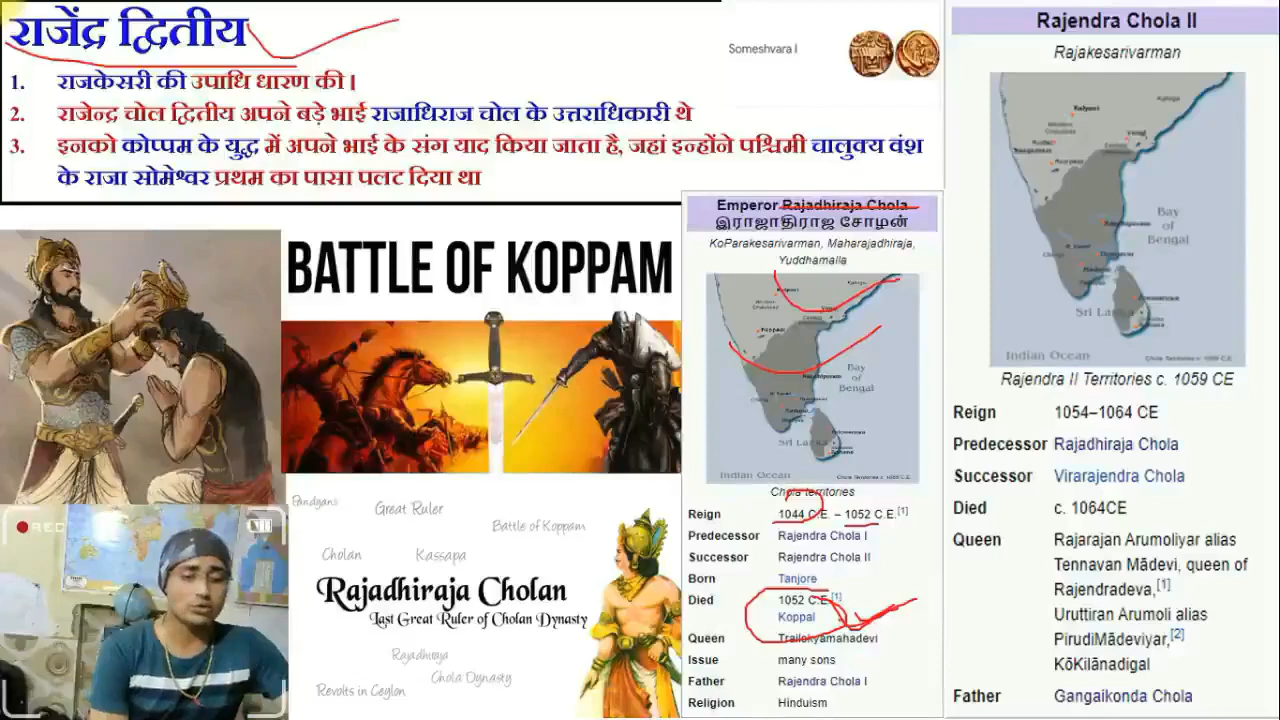 राजेंद्र द्वितीय
1. राजकेसरी की उपाधि धारण की।
2. राजेन्द्र चोल द्वितीय अपने बड़े भाई राजाधिराज चोल के उत्तराधिकारी थे
3. इनको कोप्पम के युद्ध में अपने भाई के संग याद किया जाता है, जहां इन्होंने पश्चिमी चालुक्य वंश
के राजा सोमेश्वर प्रथम का पासा पलट दिया था
Someshvara I
BATTLE OF KOPPAM
REC
Pandyans
Great Ruler
Battle of Koppam
Cholan
Kassapa
Rajadhiraja Cholan
Last Great Ruler of Cholan Dynasty
Rajadhiraja
Chola Dynasty
Revolts in Ceylon
Emperor Rajadhiraja Chola
இராஜாதிராஜ சோழன்
KoParakesarivarman, Maharajadhiraja,
Yuddhamalla
Bay
of
Bengal
Sri Lanka
Indian Ocean
Chola territories
Reign 1044 C.E. – 1052 C.E.[1]
Predecessor Rajendra Chola I
Successor Rajendra Chola II
Born Tanjore
Died 1052 C.E.[1]
Koppal
Queen Trailokyamahadevi
Issue many sons
Father Rajendra Chola I
Religion Hinduism
Rajendra Chola II
Rajakesarivarman
Bay
of
Bengal
Sri Lanka
Indian Ocean
Chola Territories c. 1059 CE
Rajendra II Territories c. 1059 CE
Reign 1054–1064 CE
Predecessor Rajadhiraja Chola
Successor Virarajendra Chola
Died c. 1064CE
Queen Rajarajan Arumoliyar alias
Tennavan Mādevi, queen of
Rajendradeva,[1]
Uruttiran Arumoli alias
PirudiMādeviyar,[2]
KōKilānadigal
Father Gangaikonda Chola